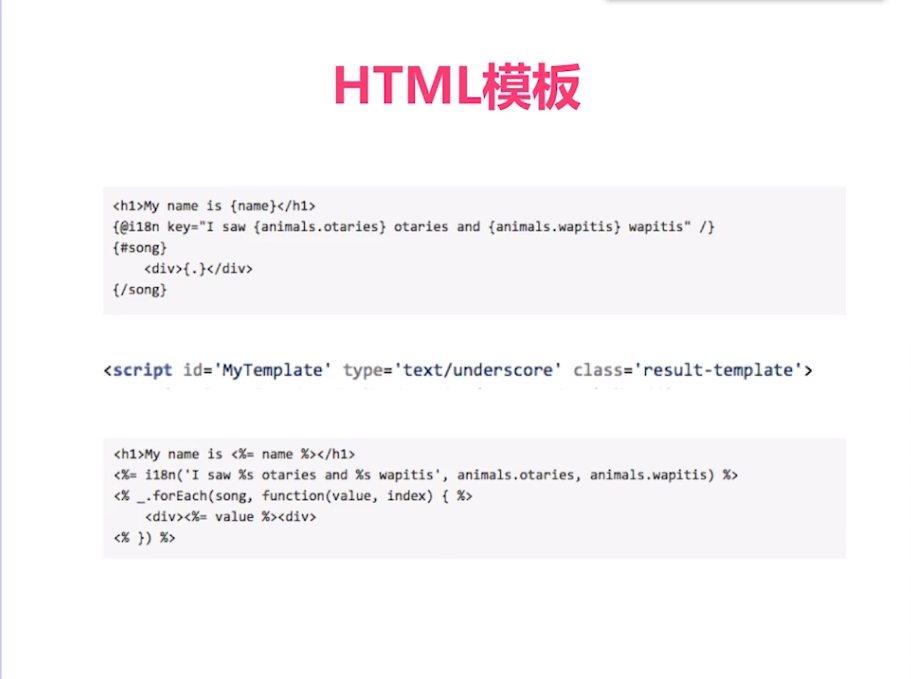 HTML模板
<h1>My name is {name}</h1>
{@i18n key="I saw {animals.otaries} otaries and {animals.wapitis} wapitis" /}
{#song}
    <div>{.}</div>
{/song}
<script id='MyTemplate' type='text/underscore' class='result-template'>
<h1>My name is <%= name %></h1>
<%= i18n('I saw %s otaries and %s wapitis', animals.otaries, animals.wapitis) %>
<% _.forEach(song, function(value, index) { %>
    <div><%= value %><div>
<% }) %>